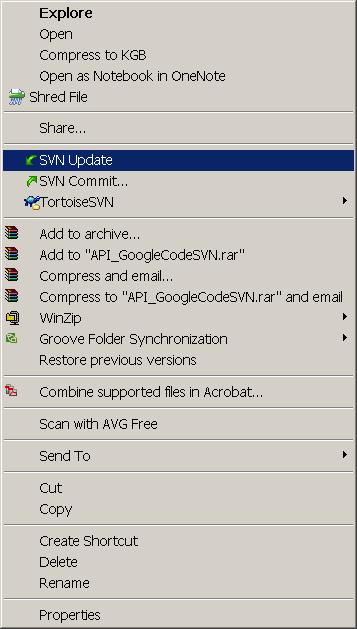 Explore
Open
Compress to KGB
Open as Notebook in OneNote
Shred File
Share...
SVN Update
SVN Commit...
TortoiseSVN
Add to archive...
Add to "API_GoogleCodeSVN.rar"
Compress and email...
Compress to "API_GoogleCodeSVN.rar" and email
WinZip
Groove Folder Synchronization
Restore previous versions
Combine supported files in Acrobat...
Scan with AVG Free
Send To
Cut
Copy
Create Shortcut
Delete
Rename
Properties